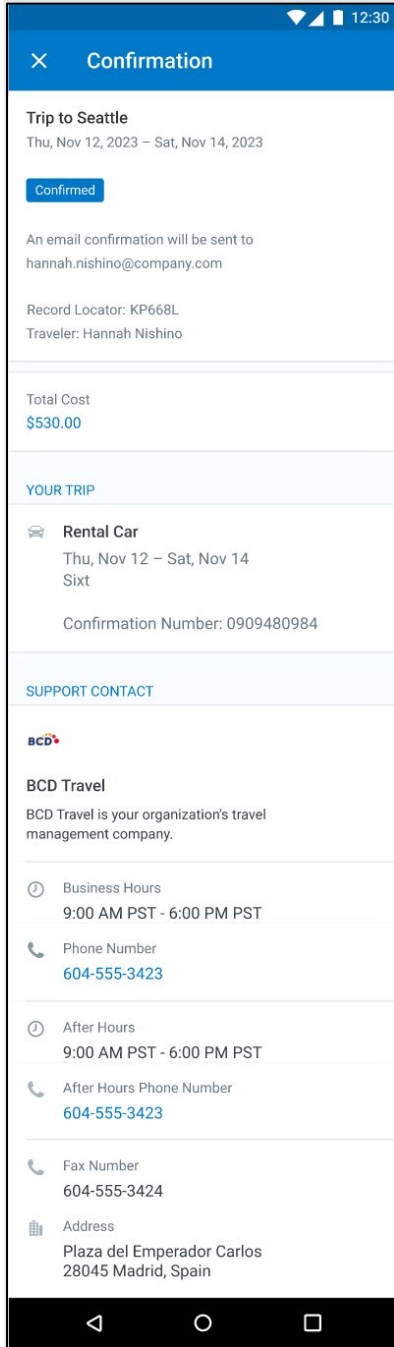 12:30
Confirmation
Trip to Seattle
Thu, Nov 12, 2023 – Sat, Nov 14, 2023
Confirmed
An email confirmation will be sent to
hannah.nishino@company.com
Record Locator: KP668L
Traveler: Hannah Nishino
Total Cost
$530.00
YOUR TRIP
Rental Car
Thu, Nov 12 – Sat, Nov 14
Sixt
Confirmation Number: 0909480984
SUPPORT CONTACT
BCD
BCD Travel
BCD Travel is your organization's travel
management company.
Business Hours
9:00 AM PST - 6:00 PM PST
Phone Number
604-555-3423
After Hours
9:00 AM PST - 6:00 PM PST
After Hours Phone Number
604-555-3423
Fax Number
604-555-3424
Address
Plaza del Emperador Carlos
28045 Madrid, Spain